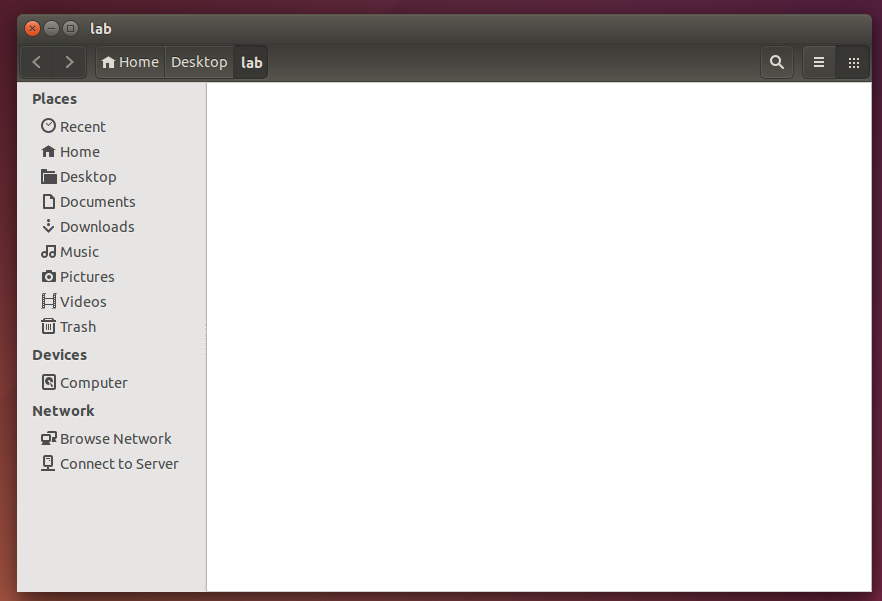 lab
Home Desktop lab
Places
Recent
Home
Desktop
Documents
Downloads
Music
Pictures
Videos
Trash
Devices
Computer
Network
Browse Network
Connect to Server